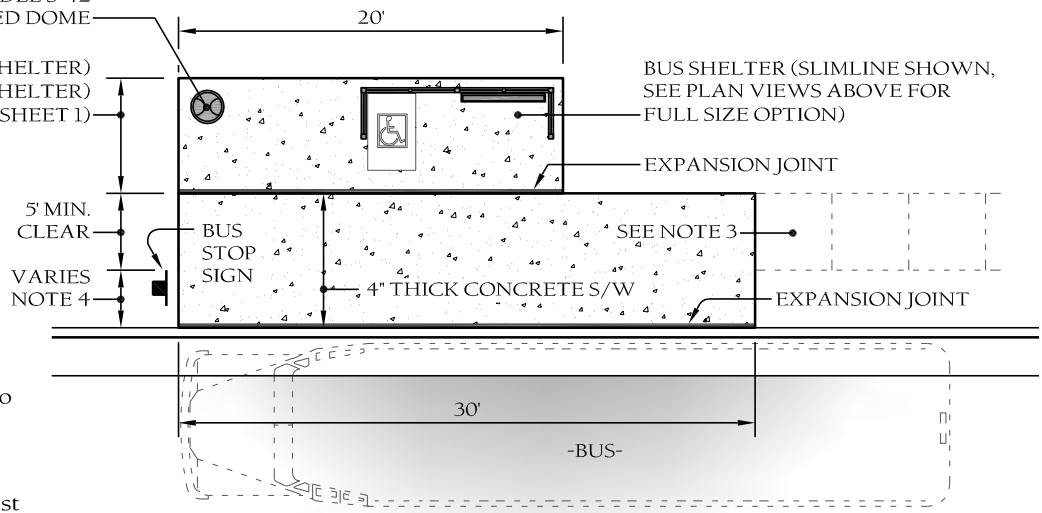 20'
ED DOME
HELTER)
HELTER)
SHEET 1)
BUS SHELTER (SLIMLINE SHOWN,
SEE PLAN VIEWS ABOVE FOR
FULL SIZE OPTION)
EXPANSION JOINT
5' MIN.
CLEAR
BUS
STOP
SIGN
SEE NOTE 3
VARIES
NOTE 4
4" THICK CONCRETE S/W
EXPANSION JOINT
o
30'
-BUS-
st